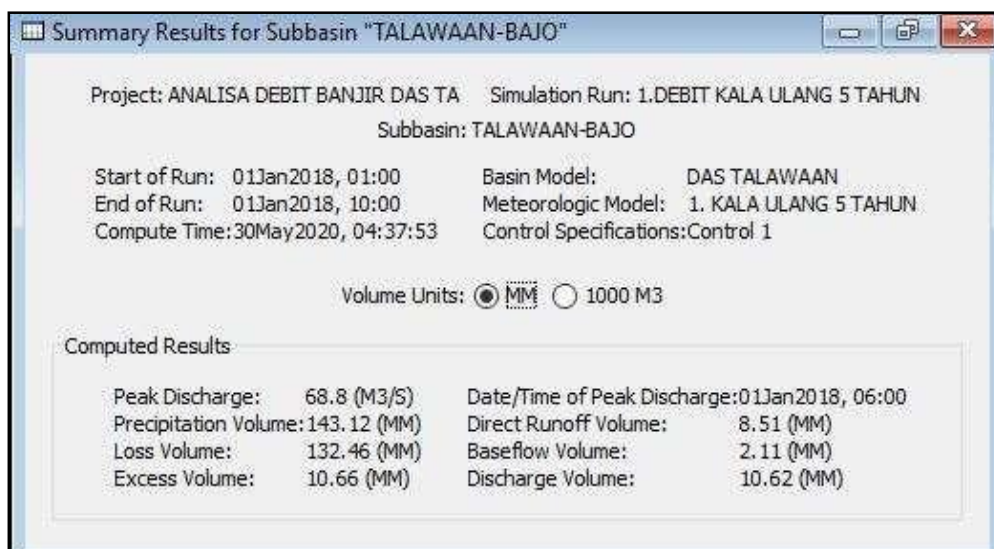 Summary Results for Subbasin "TALAWAAN-BAJO"
Project: ANALISA DEBIT BANJIR DAS TA Simulation Run: 1.DEBIT KALA ULANG 5 TAHUN
Subbasin: TALAWAAN-BAJO
Start of Run: 01Jan2018, 01:00 Basin Model: DAS TALAWAAN
End of Run: 01Jan2018, 10:00 Meteorologic Model: 1. KALA ULANG 5 TAHUN
Compute Time:30May2020, 04:37:53 Control Specifications:Control 1
Volume Units: MM 1000 M3
Computed Results
Peak Discharge: 68.8 (M3/S) Date/Time of Peak Discharge:01Jan2018, 06:00
Precipitation Volume:143.12 (MM) Direct Runoff Volume: 8.51 (MM)
Loss Volume: 132.46 (MM) Baseflow Volume: 2.11 (MM)
Excess Volume: 10.66 (MM) Discharge Volume: 10.62 (MM)